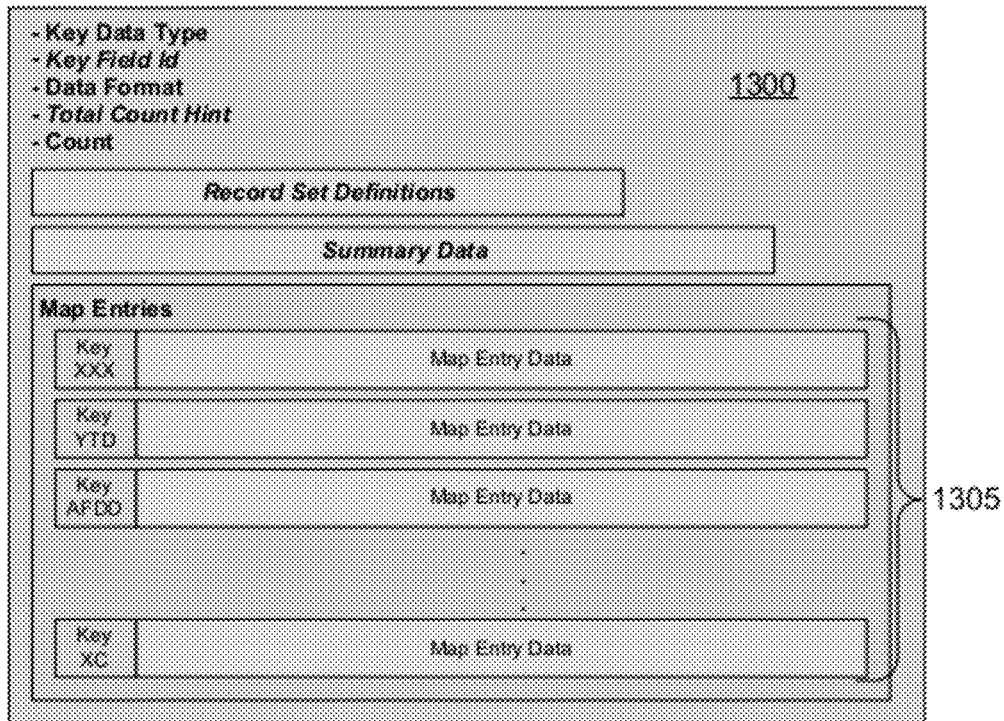 - Key Data Type
- Key Field Id
- Data Format
- Total Count Hint
- Count
1300
Record Set Definitions
Summary Data
Map Entries
Key
XXX
Map Entry Data
Key
YTD
Map Entry Data
Key
AFDD
Map Entry Data
.
.
.
Key
XC
Map Entry Data
1305